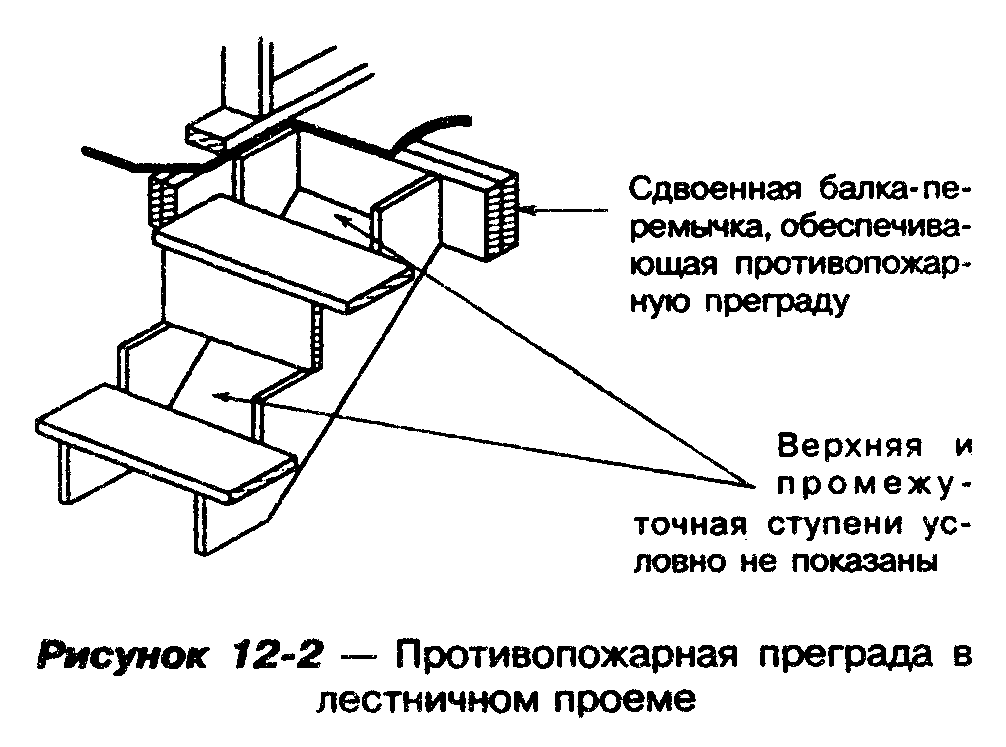 Сдвоенная балка-пе-
ремычка, обеспечива-
ющая противопожар-
ную преграду
Верхняя и
промежу-
точная ступени ус-
ловно не показаны
Рисунок 12-2 — Противопожарная преграда в
лестничном проеме